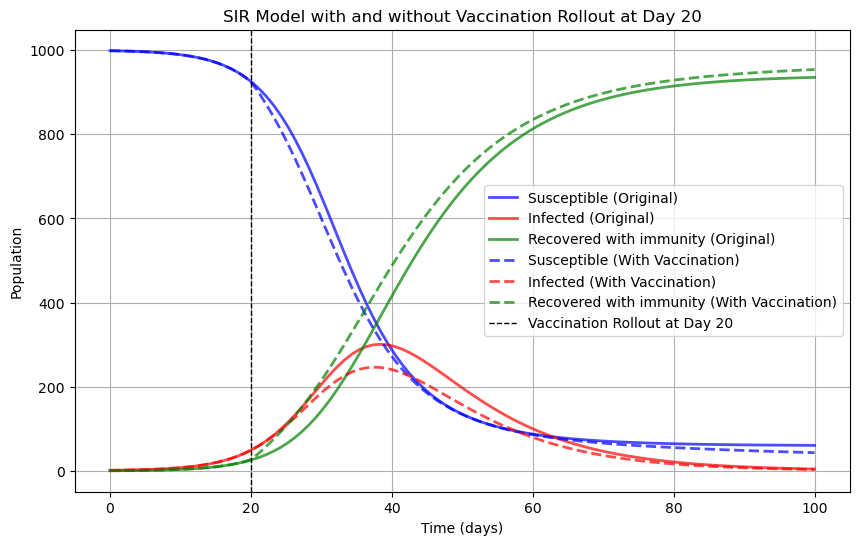 SIR Model with and without Vaccination Rollout at Day 20
Population
1000
800
600
400
200
0
Susceptible (Original)
Infected (Original)
Recovered with immunity (Original)
Susceptible (With Vaccination)
Infected (With Vaccination)
Recovered with immunity (With Vaccination)
Vaccination Rollout at Day 20
0 20 40 60 80 100
Time (days)